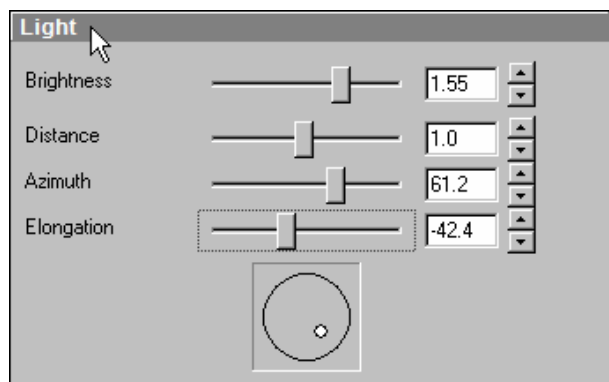 Light
Brightness 1.55
Distance 1.0
Azimuth 61.2
Elongation -42.4